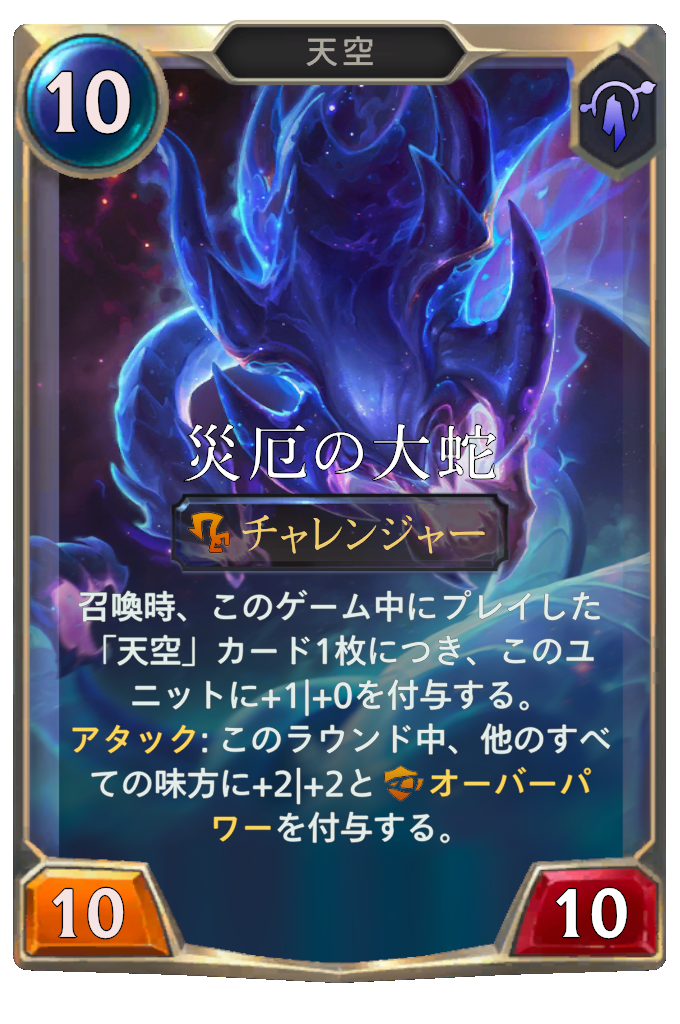 天空
10
災厄の大蛇
チャレンジャー
召喚時、このゲーム中にプレイした
「天空」カード1枚につき、このユ
ニットに+1|+0を付与する。
アタック: このラウンド中、他のすべ
ての味方に+2|+2と オーバーパ
ワーを付与する。
10
10